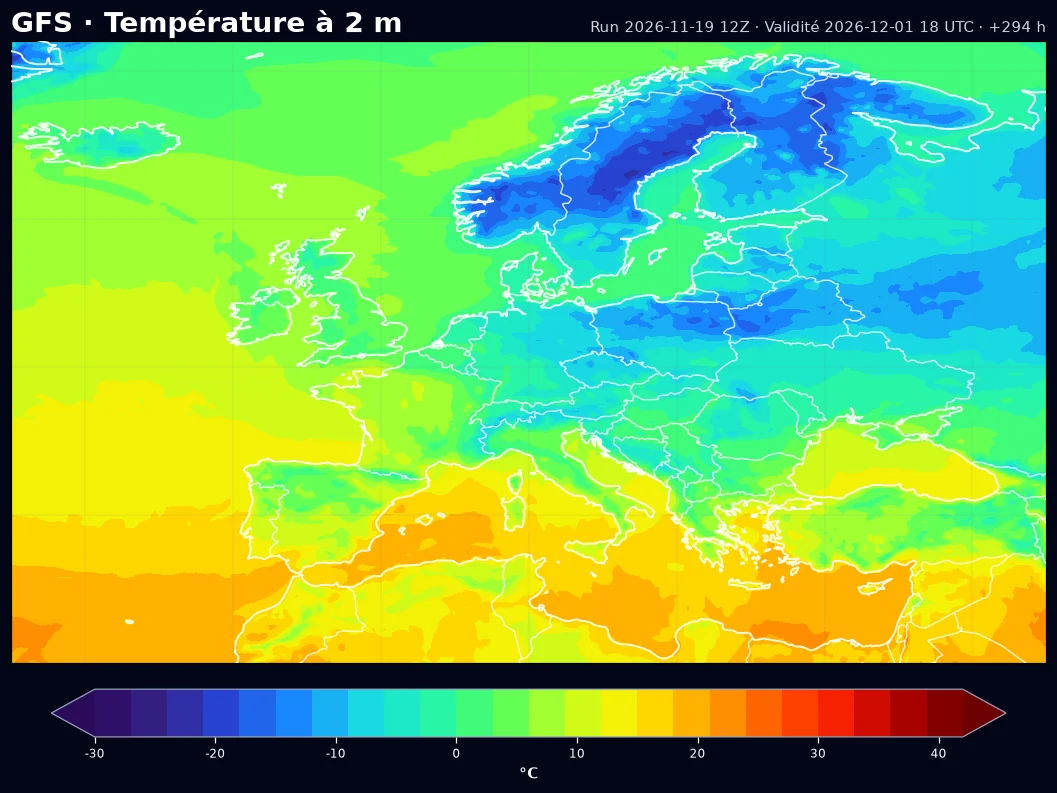 GFS · Température à 2 m
Run 2026-11-19 12Z · Validité 2026-12-01 18 UTC · +294 h
-30 -20 -10 0 10 20 30 40
°C